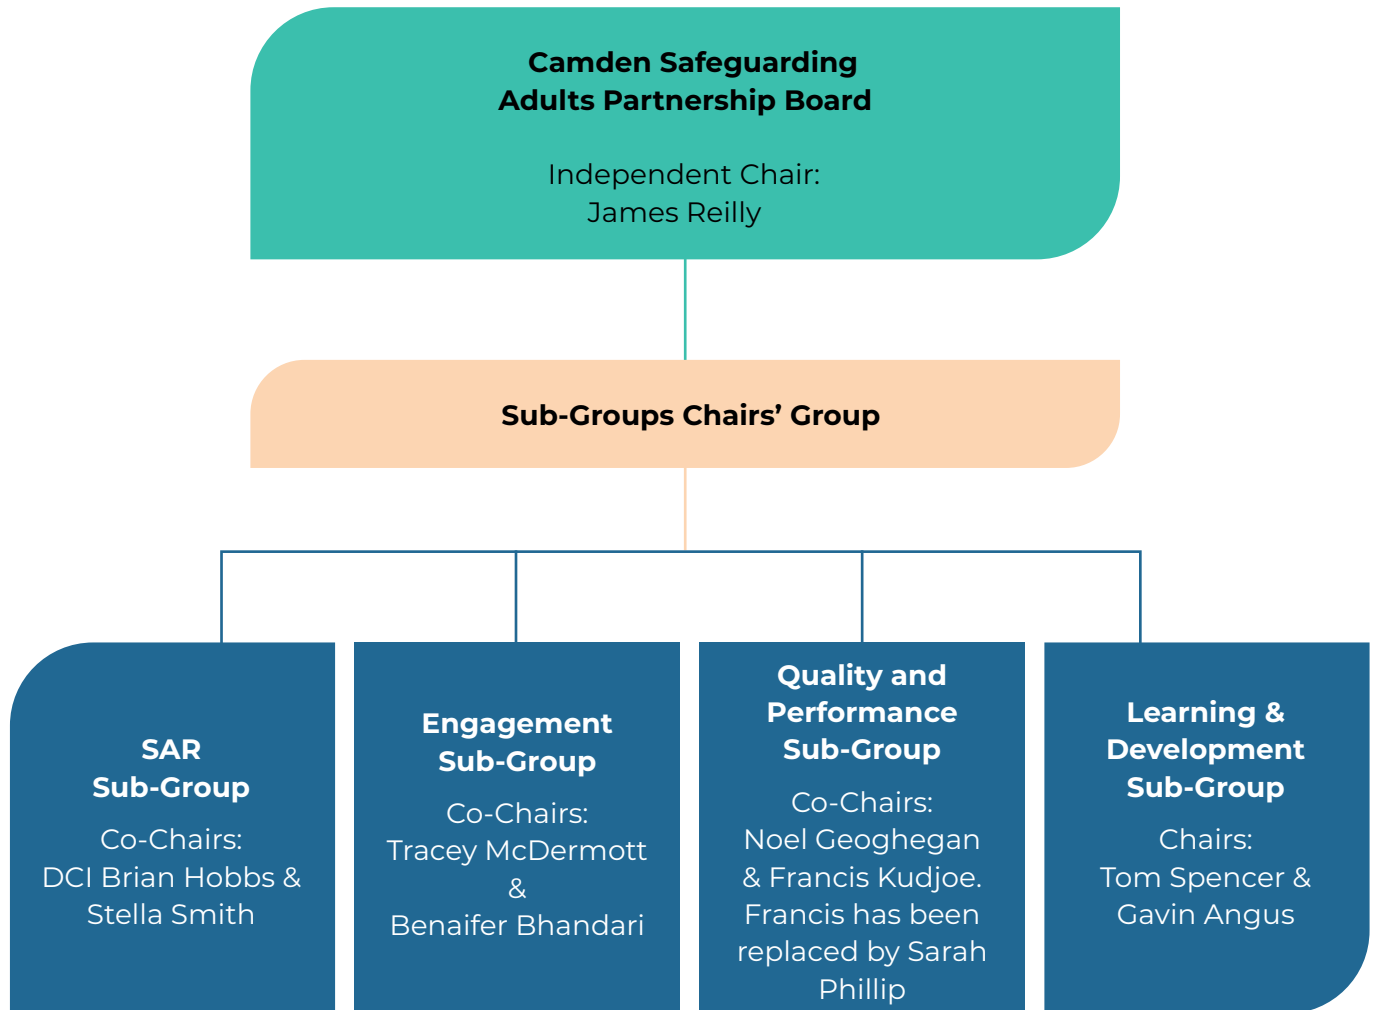 Camden Safeguarding
Adults Partnership Board
Independent Chair:
James Reilly
Sub-Groups Chairs’ Group
SAR
Sub-Group
Co-Chairs:
DCI Brian Hobbs &
Stella Smith
Engagement
Sub-Group
Co-Chairs:
Tracey McDermott
&
Benaifer Bhandari
Quality and
Performance
Sub-Group
Co-Chairs:
Noel Geoghegan
& Francis Kudjoe.
Francis has been
replaced by Sarah
Phillip
Learning &
Development
Sub-Group
Chairs:
Tom Spencer &
Gavin Angus